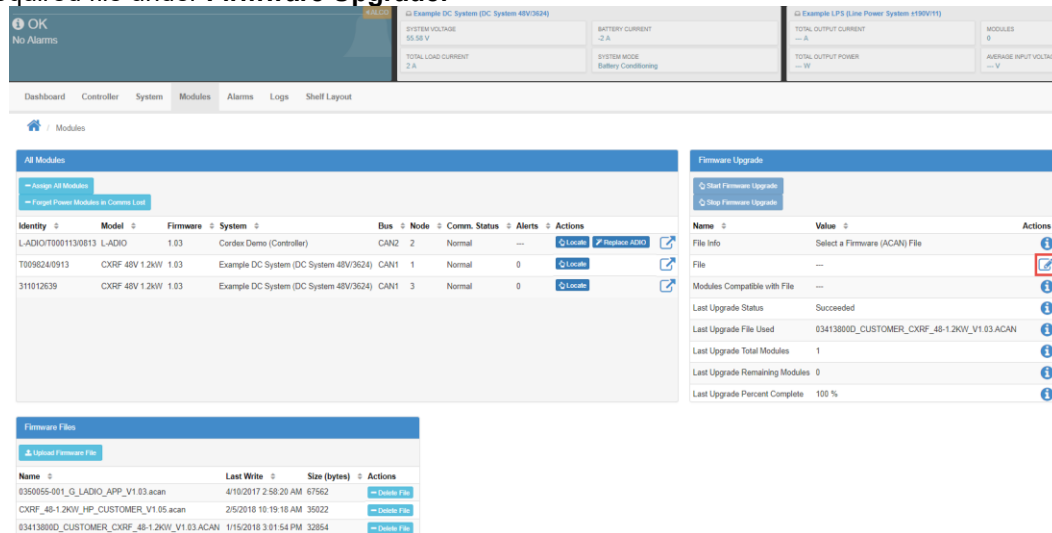 required file under Firmware Upgrade.
OK
No Alarms
Example DC System (DC System 48V/3624)
SYSTEM VOLTAGE
55.58 V
BATTERY CURRENT
-2 A
TOTAL LOAD CURRENT
2 A
SYSTEM MODE
Battery Conditioning
Example LPS (Line Power System ±190V/11)
TOTAL OUTPUT CURRENT
--- A
MODULES
0
TOTAL OUTPUT POWER
--- W
AVERAGE INPUT VOLTAG
--- V
Dashboard Controller System Modules Alarms Logs Shelf Layout
/ Modules
All Modules
Assign All Modules
Forget Power Modules in Comms Lost
Identity Model Firmware System Bus Node Comm. Status Alerts Actions
L-ADIO/T000113/0813 L-ADIO 1.03 Cordex Demo (Controller) CAN2 2 Normal --- Locate Replace ADIO
T009824/0913 CXRF 48V 1.2kW 1.03 Example DC System (DC System 48V/3624) CAN1 1 Normal 0 Locate
311012639 CXRF 48V 1.2kW 1.03 Example DC System (DC System 48V/3624) CAN1 3 Normal 0 Locate
Firmware Upgrade
Start Firmware Upgrade
Stop Firmware Upgrade
Name Value Actions
File Info Select a Firmware (ACAN) File
File ---
Modules Compatible with File ---
Last Upgrade Status Succeeded
Last Upgrade File Used 03413800D_CUSTOMER_CXRF_48-1.2KW_V1.03.ACAN
Last Upgrade Total Modules 1
Last Upgrade Remaining Modules 0
Last Upgrade Percent Complete 100 %
Firmware Files
Upload Firmware File
Name Last Write Size (bytes) Actions
0350055-001_G_LADIO_APP_V1.03.acan 4/10/2017 2:58:20 AM 67562 Delete File
CXRF_48-1.2KW_HP_CUSTOMER_V1.05.acan 2/5/2018 10:19:18 AM 35022 Delete File
03413800D_CUSTOMER_CXRF_48-1.2KW_V1.03.ACAN 1/15/2018 3:01:54 PM 32854 Delete File